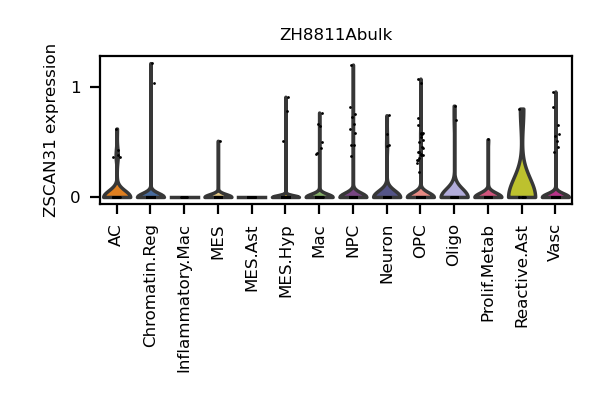 ZH8811Abulk
ZSCAN31 expression
1
0
AC
Chromatin.Reg
Inflammatory.Mac
MES
MES.Ast
MES.Hyp
Mac
NPC
Neuron
OPC
Oligo
Prolif.Metab
Reactive.Ast
Vasc